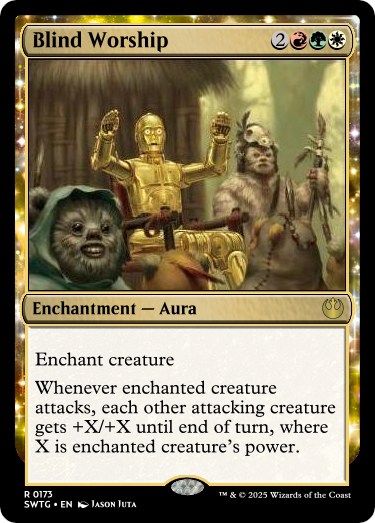 Blind Worship 2
Enchantment — Aura
Enchant creature
Whenever enchanted creature
attacks, each other attacking creature
gets +X/+X until end of turn, where
X is enchanted creature's power.
R 0173
SWTG • EN Jason Juta
™ & © 2025 Wizards of the Coast